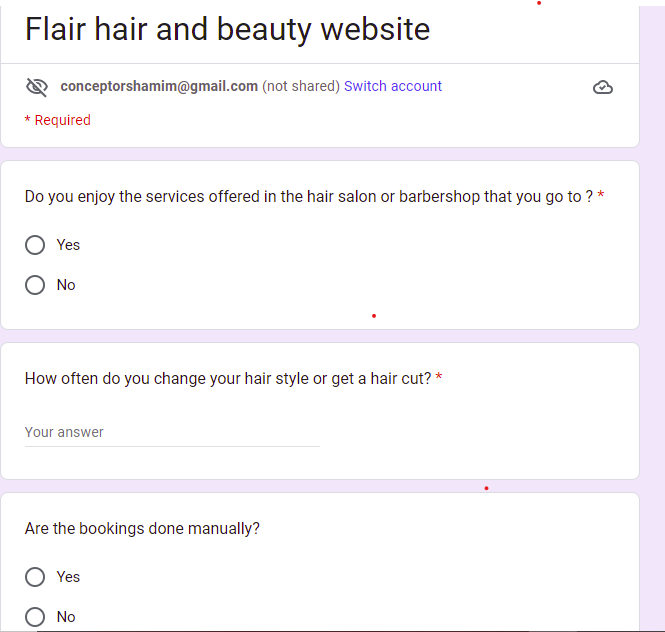 Flair hair and beauty website
conceptorshamim@gmail.com (not shared) Switch account
* Required
Do you enjoy the services offered in the hair salon or barbershop that you go to ? *
Yes
No
How often do you change your hair style or get a hair cut? *
Your answer
Are the bookings done manually?
Yes
No